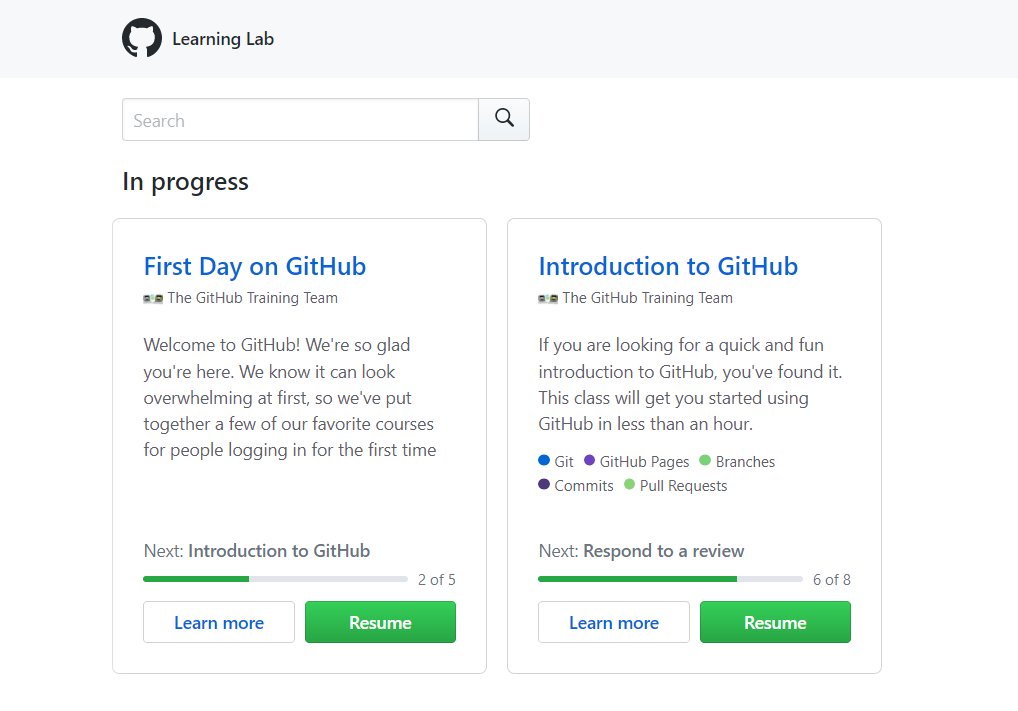 Learning Lab
Search
In progress
First Day on GitHub
The GitHub Training Team
Welcome to GitHub! We're so glad
you're here. We know it can look
overwhelming at first, so we've put
together a few of our favorite courses
for people logging in for the first time
Next: Introduction to GitHub
2 of 5
Learn more
Resume
Introduction to GitHub
The GitHub Training Team
If you are looking for a quick and fun
introduction to GitHub, you've found it.
This class will get you started using
GitHub in less than an hour.
Git GitHub Pages Branches
Commits Pull Requests
Next: Respond to a review
6 of 8
Learn more
Resume